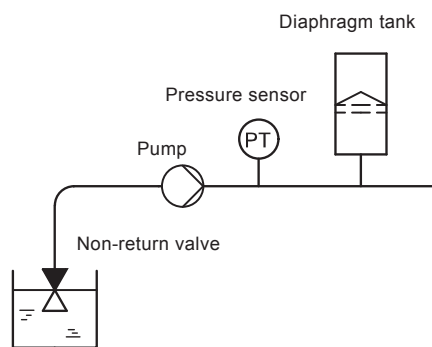 Diaphragm tank
Pressure sensor
PT
Pump
Non-return valve